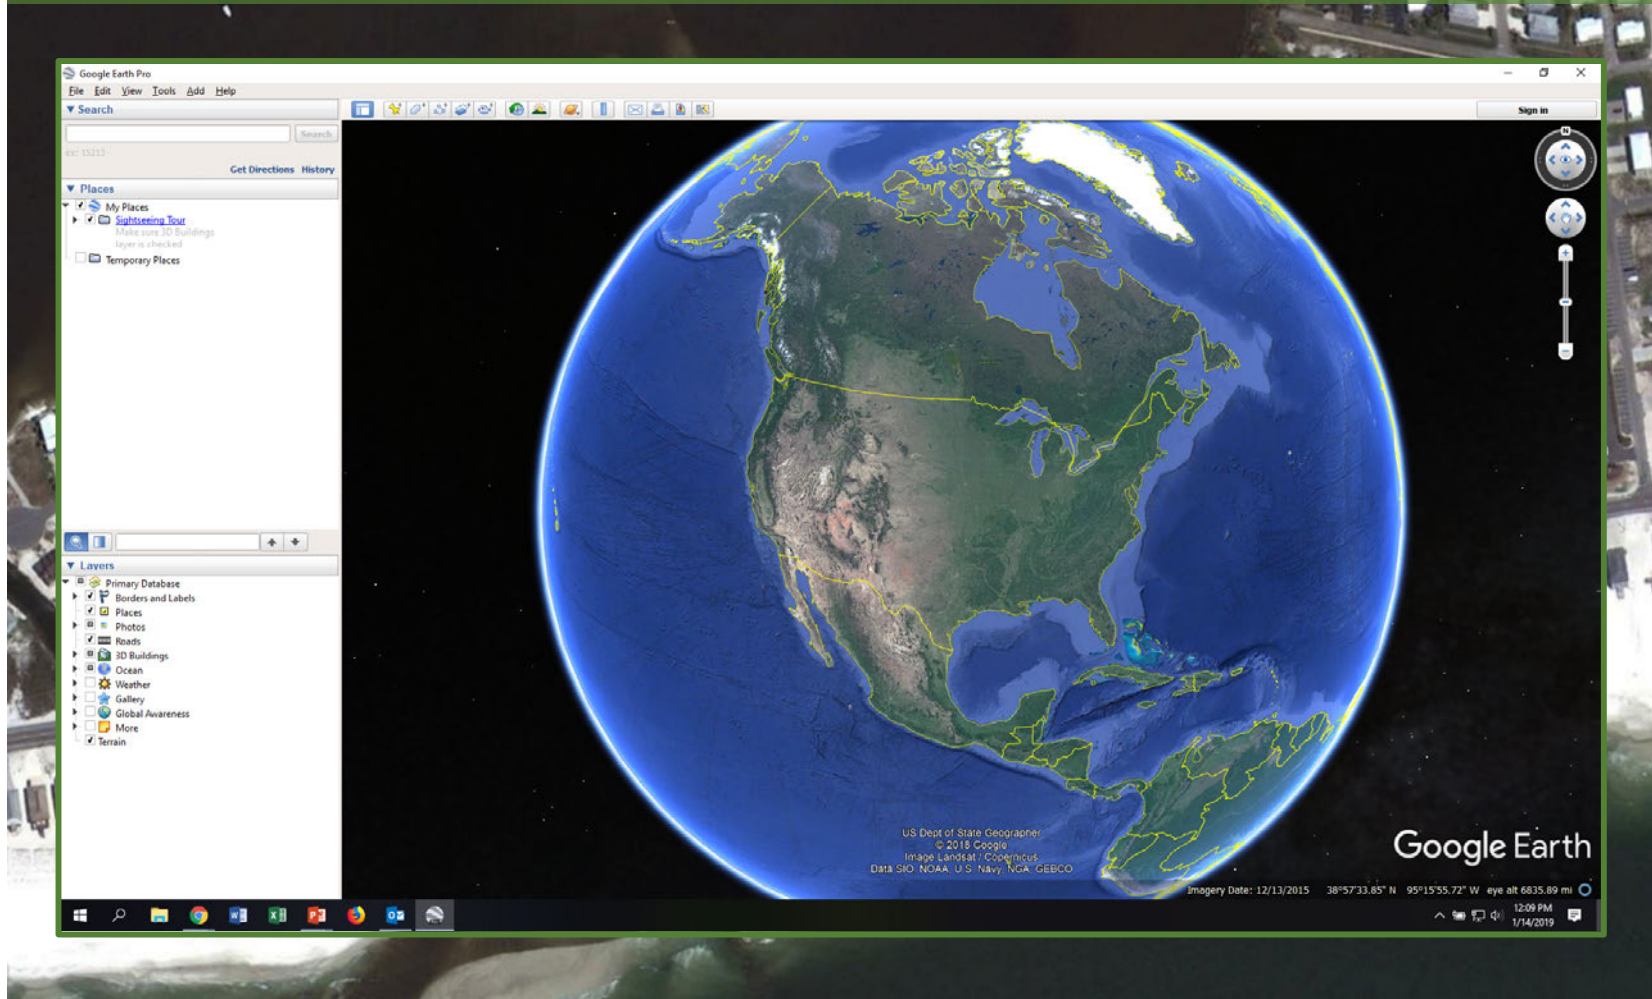 Google Earth Pro
File Edit View Tools Add Help
Search
Search
ex: 15213
Get Directions History
Sign in
N
Places
My Places
Sightseeing Tour
Make sure 3D Buildings
layer is checked
Temporary Places
Layers
Primary Database
Borders and Labels
Places
Photos
Roads
3D Buildings
Ocean
Weather
Gallery
Global Awareness
More
Terrain
US Dept of State Geographer
© 2018 Google
Image Landsat / Copernicus
Data SIO, NOAA, U.S. Navy, NGA, GEBCO
Google Earth
Imagery Date: 12/13/2015 38°57'33.85" N 95°15'55.72" W eye alt 6835.89 mi
12:09 PM
1/14/2019